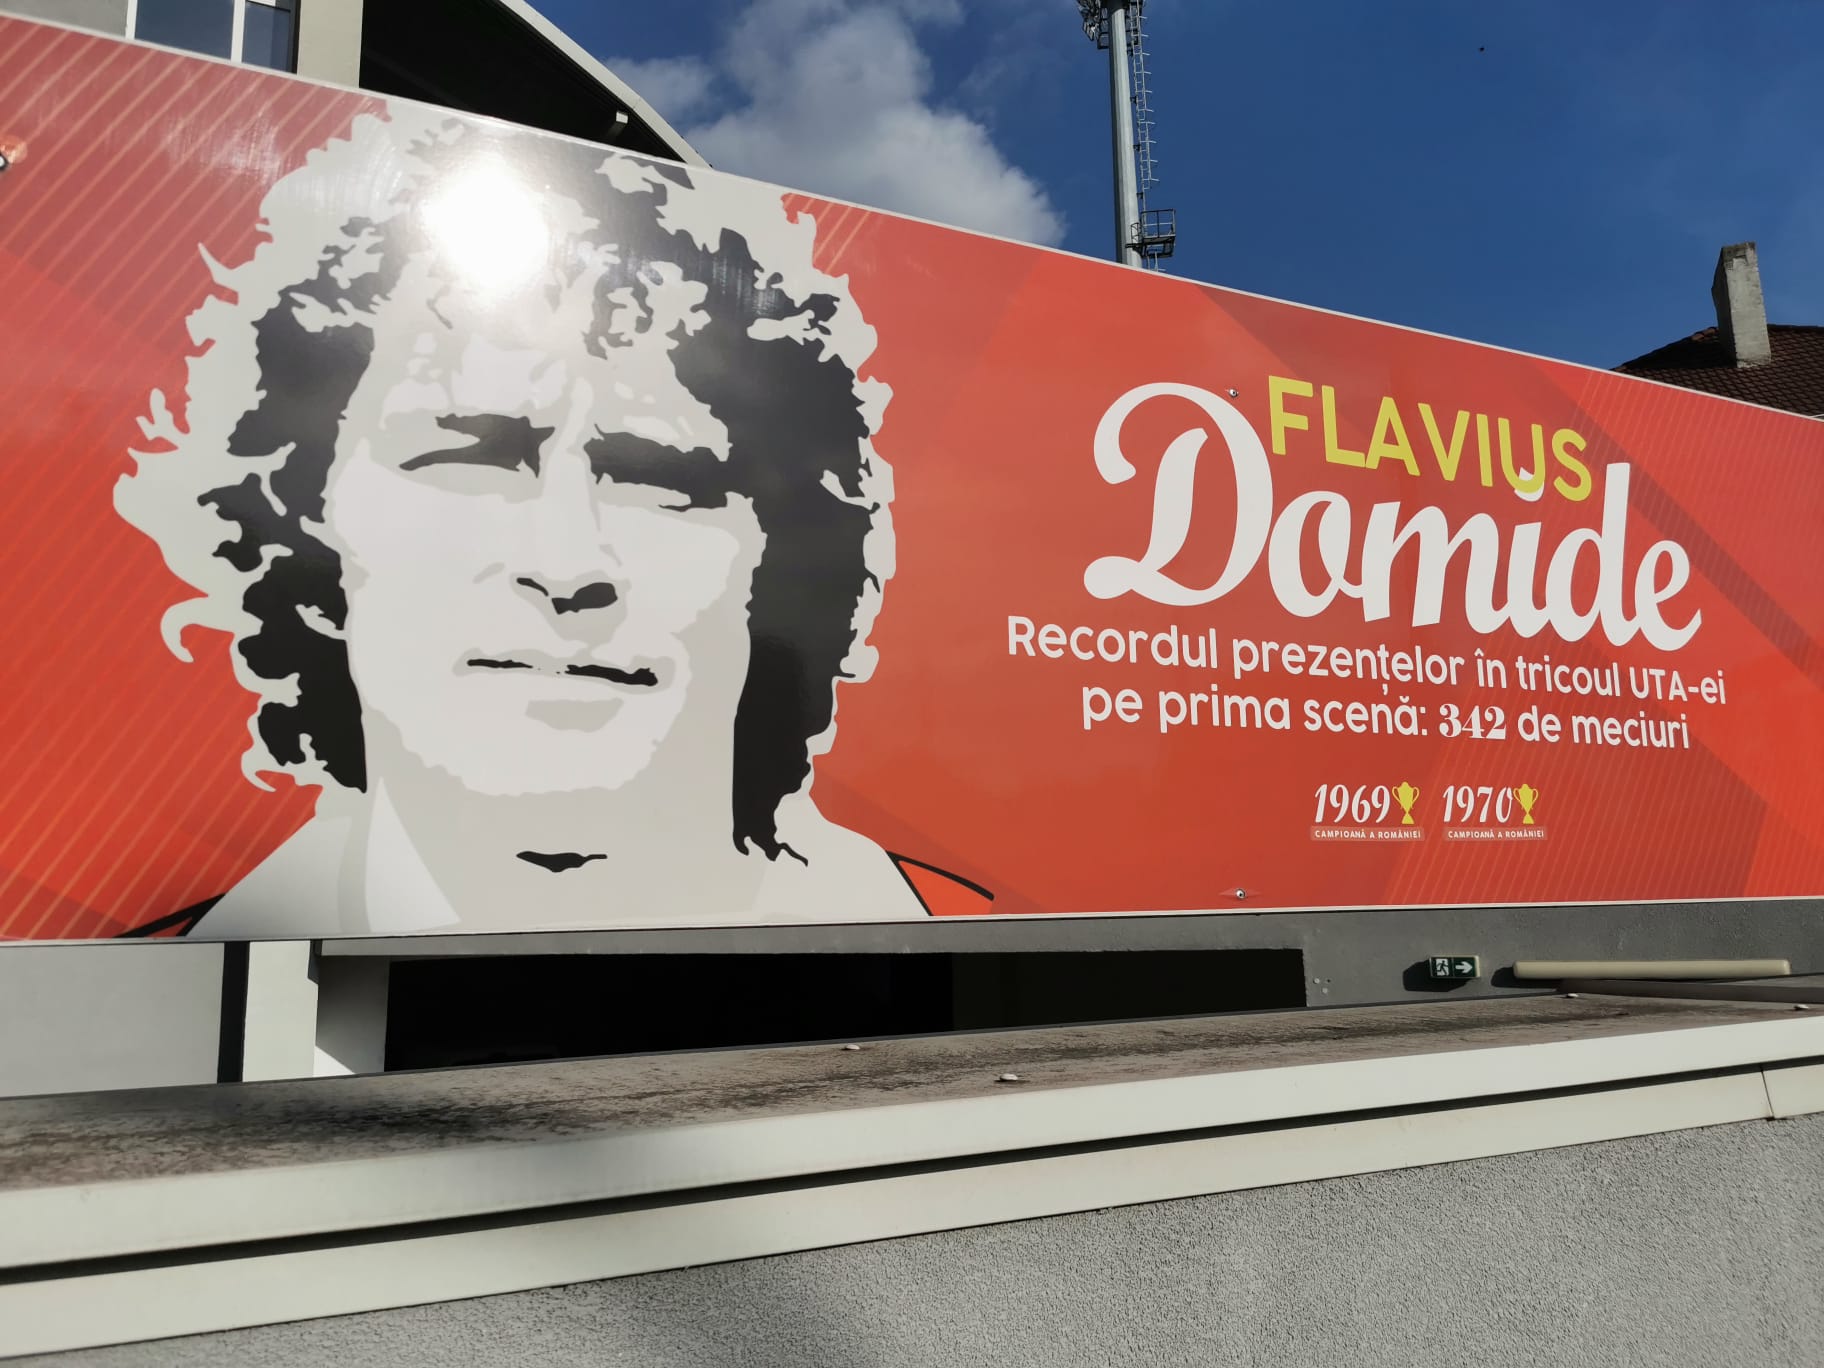 FLAVIUS
Domide
Recordul prezențelor în tricoul UTA-ei
pe prima scenă: 342 de meciuri
1969 1970
CAMPIOANĂ A ROMÂNIEI CAMPIOANĂ A ROMÂNIEI